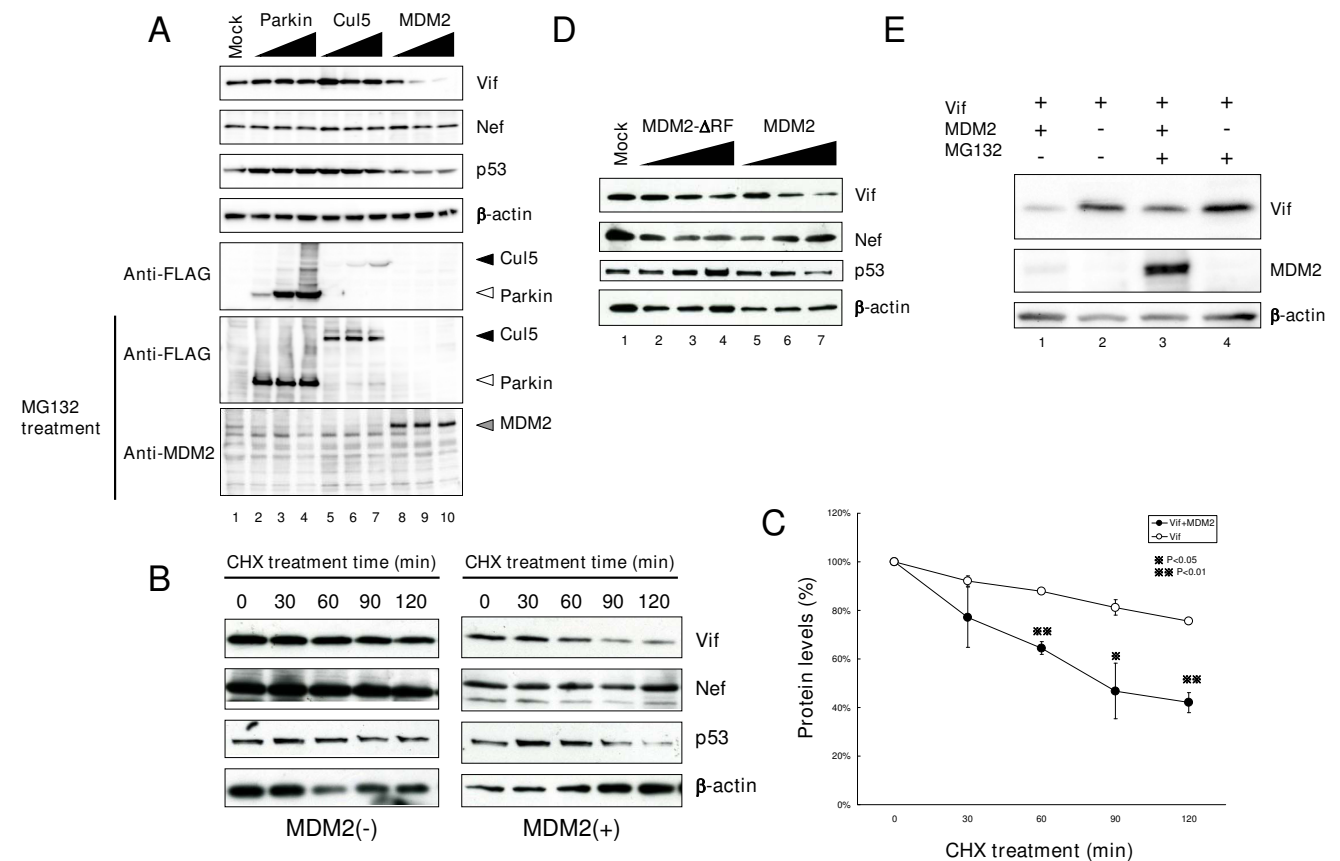 A
Mock
Parkin Cul5 MDM2
Vif
Nef
p53
β-actin
Anti-FLAG
Cul5
Parkin
MG132
treatment
Anti-FLAG
Cul5
Parkin
Anti-MDM2
MDM2
1 2 3 4 5 6 7 8 9 10
B
CHX treatment time (min) CHX treatment time (min)
0 30 60 90 120 0 30 60 90 120
Vif
Nef
p53
β-actin
MDM2(-) MDM2(+)
D
Mock
MDM2-ΔRF MDM2
Vif
Nef
p53
β-actin
1 2 3 4 5 6 7
E
Vif + + + +
MDM2 + - + -
MG132 - - + +
Vif
MDM2
β-actin
1 2 3 4
C
Protein levels (%)
120%
100%
80%
60%
40%
20%
0%
Vif+MDM2
Vif
※ P<0.05
※※ P<0.01
※※
※
※※
0 30 60 90 120
CHX treatment (min)